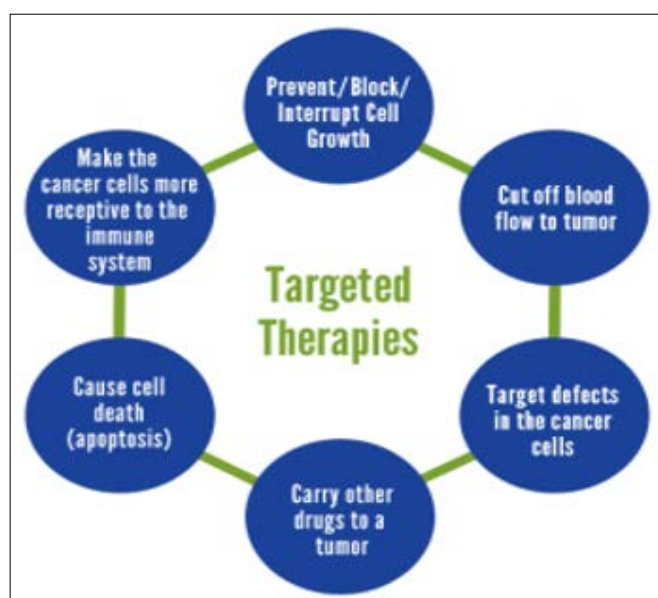 Prevent/Block/
Interrupt Cell
Growth
Make the
cancer cells more
receptive to the
immune
system
Cut off blood
flow to tumor
Targeted
Therapies
Cause cell
death
(apoptosis)
Target defects
in the cancer
cells
Carry other
drugs to a
tumor